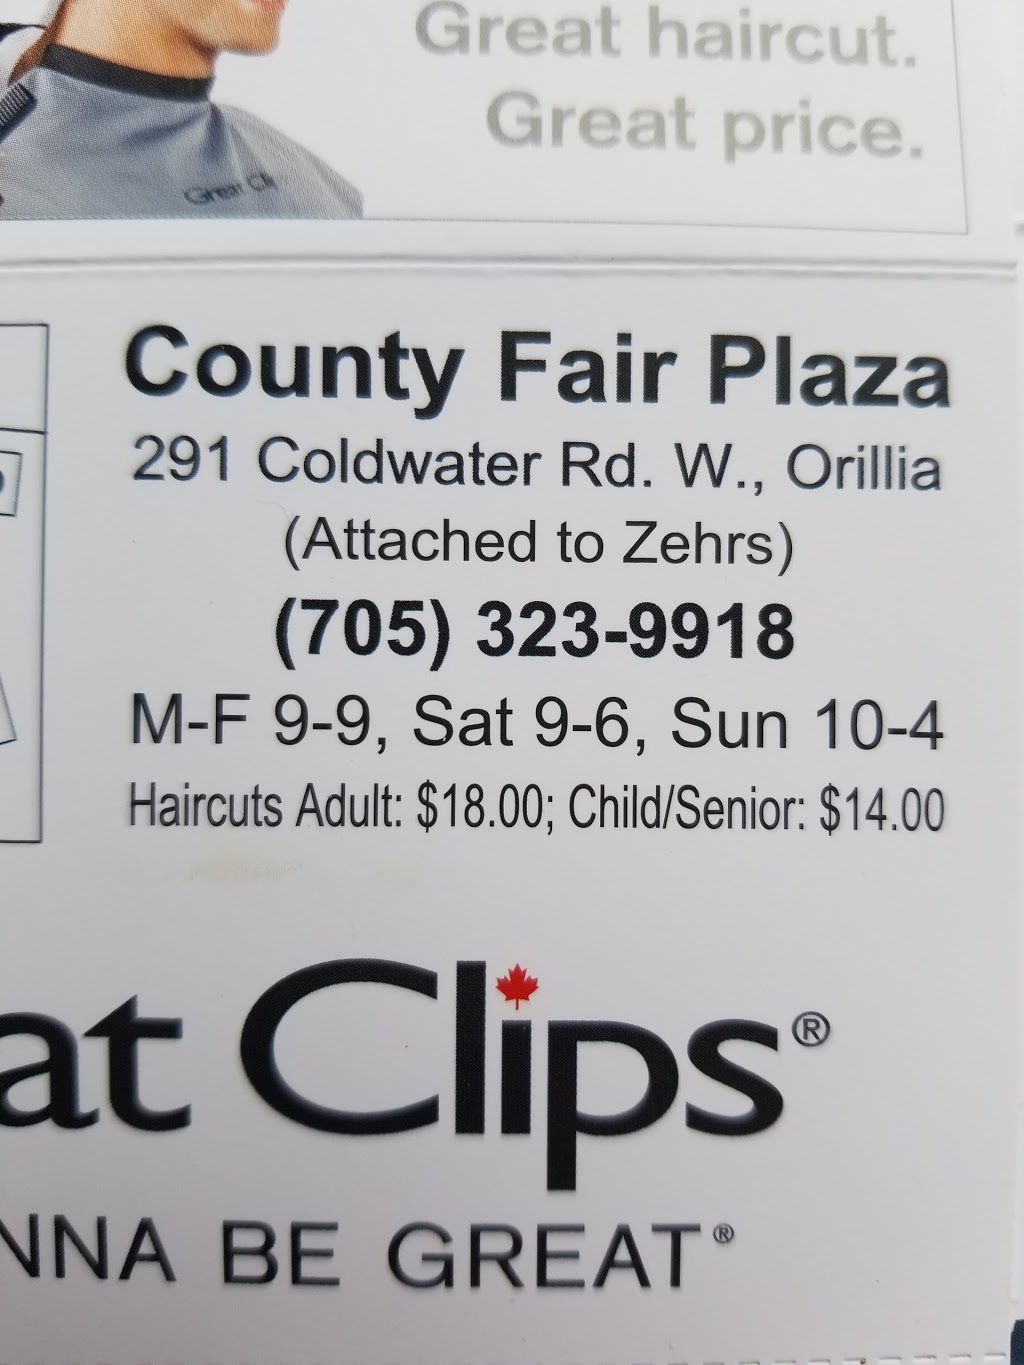 Great haircut.
Great price.
Great Cli
County Fair Plaza
291 Coldwater Rd. W., Orillia
(Attached to Zehrs)
(705) 323-9918
M-F 9-9, Sat 9-6, Sun 10-4
Haircuts Adult: $18.00; Child/Senior: $14.00
at Clips®
NNA BE GREAT®